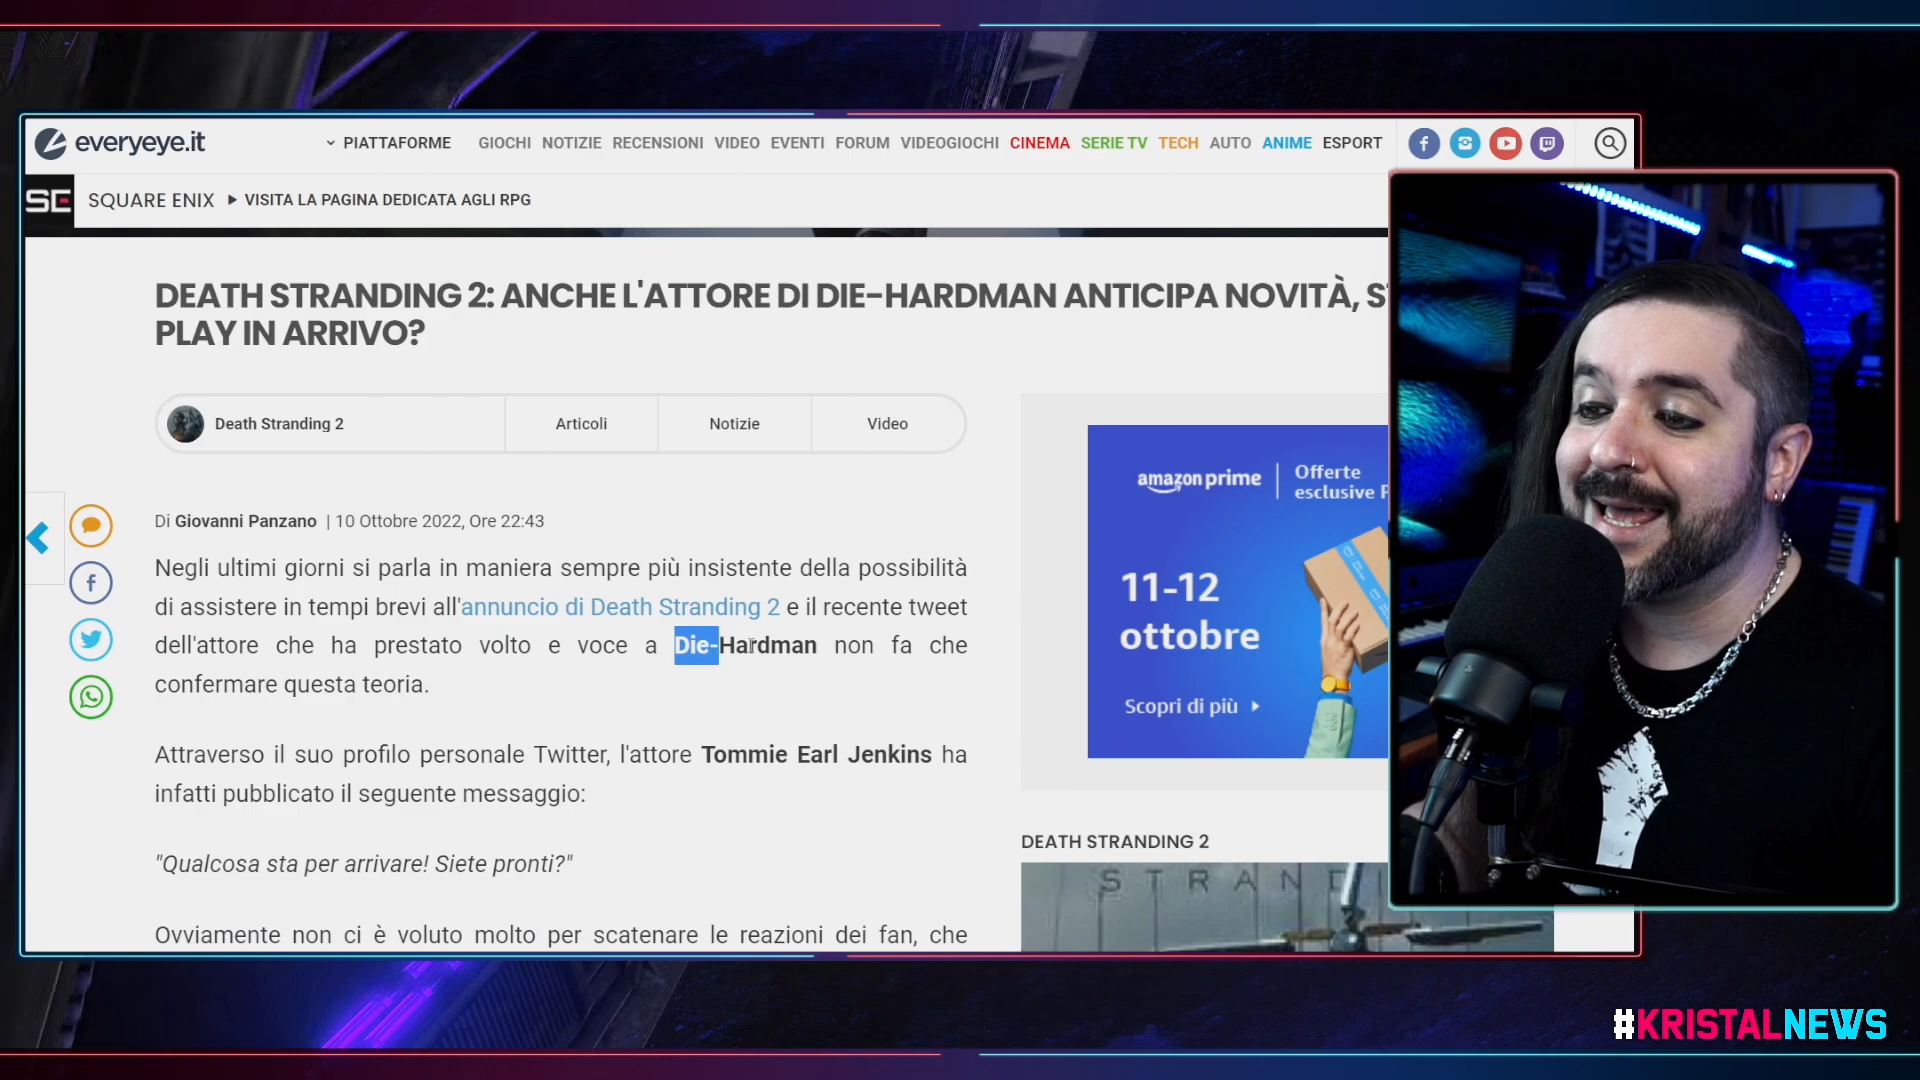 everyeye.it
PIATTAFORME GIOCHI NOTIZIE RECENSIONI VIDEO EVENTI FORUM VIDEOGIOCHI CINEMA SERIE TV TECH AUTO ANIME ESPORT
SE SQUARE ENIX VISITA LA PAGINA DEDICATA AGLI RPG
DEATH STRANDING 2: ANCHE L'ATTORE DI DIE-HARDMAN ANTICIPA NOVITÀ,
PLAY IN ARRIVO?
Death Stranding 2 Articoli Notizie Video
Di Giovanni Panzano | 10 Ottobre 2022, Ore 22:43
Negli ultimi giorni si parla in maniera sempre più insistente della possibilità
di assistere in tempi brevi all'annuncio di Death Stranding 2 e il recente tweet
dell'attore che ha prestato volto e voce a Die-Hardman non fa che
confermare questa teoria.
Attraverso il suo profilo personale Twitter, l'attore Tommie Earl Jenkins ha
infatti pubblicato il seguente messaggio:
"Qualcosa sta per arrivare! Siete pronti?"
Ovviamente non ci è voluto molto per scatenare le reazioni dei fan, che
amazon prime
Offerte
esclusive
11-12
ottobre
Scopri di più
DEATH STRANDING 2
STRANDI
#KRISTALNEWS